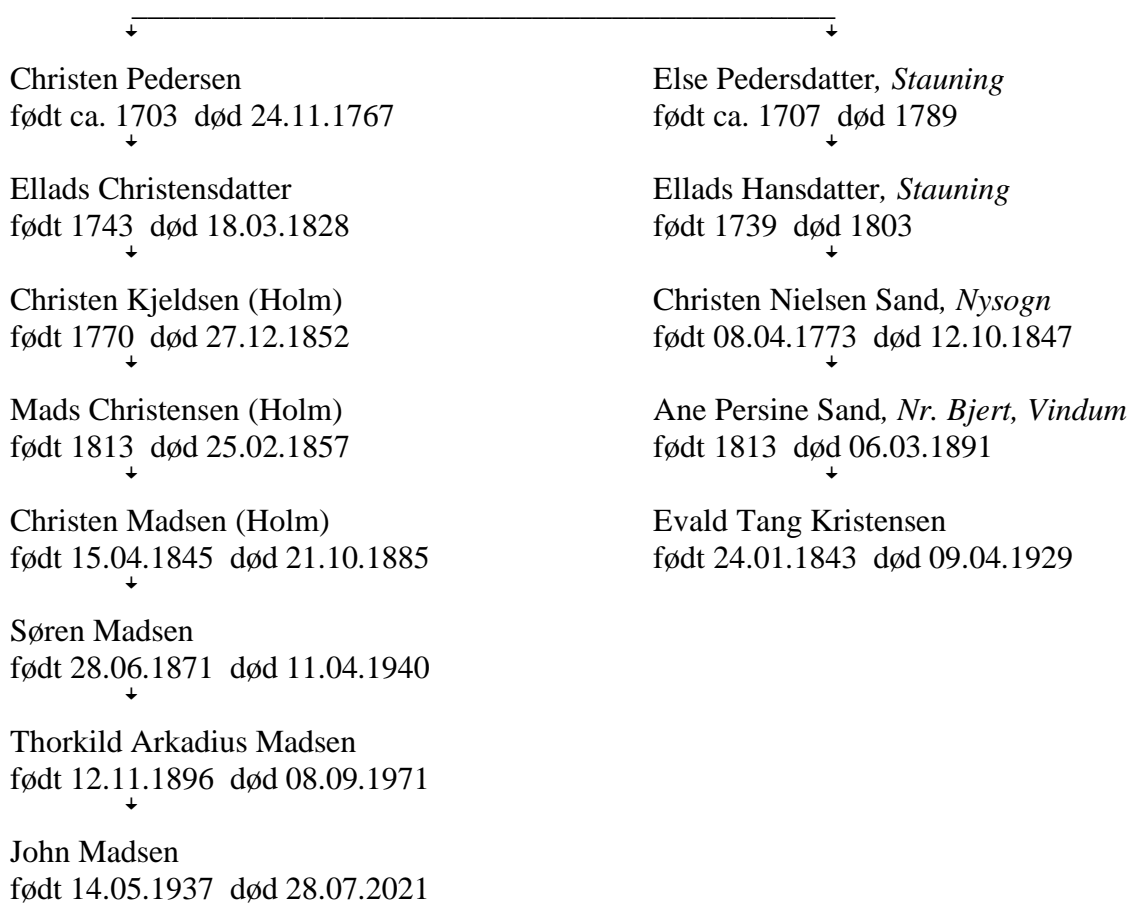 Christen Pedersen
født ca. 1703  død 24.11.1767
Ellads Christensdatter
født 1743  død 18.03.1828
Christen Kjeldsen (Holm)
født 1770  død 27.12.1852
Mads Christensen (Holm)
født 1813  død 25.02.1857
Christen Madsen (Holm)
født 15.04.1845  død 21.10.1885
Søren Madsen
født 28.06.1871  død 11.04.1940
Thorkild Arkadius Madsen
født 12.11.1896  død 08.09.1971
John Madsen
født 14.05.1937  død 28.07.2021
Else Pedersdatter, Stauning
født ca. 1707  død 1789
Ellads Hansdatter, Stauning
født 1739  død 1803
Christen Nielsen Sand, Nysogn
født 08.04.1773  død 12.10.1847
Ane Persine Sand, Nr. Bjert, Vindum
født 1813  død 06.03.1891
Evald Tang Kristensen
født 24.01.1843  død 09.04.1929